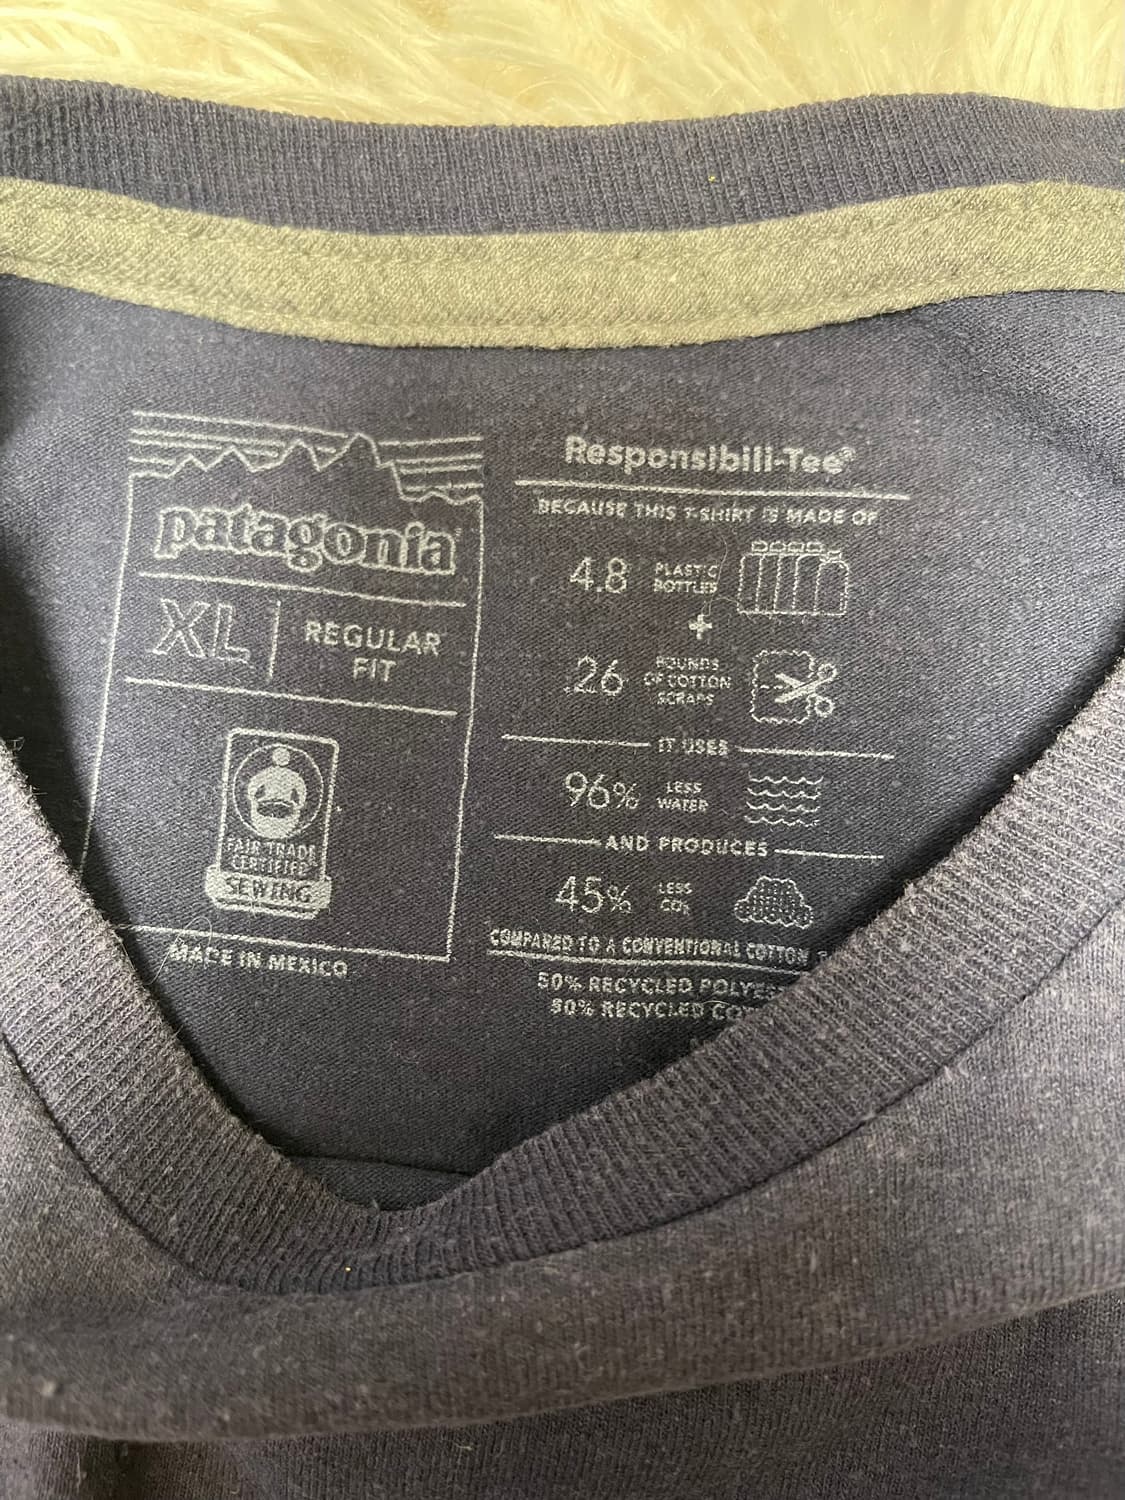 patagonia
XL
REGULAR
FIT
FAIR TRADE
CERTIFIED
SEWING
MADE IN MEXICO
Responsibili-Tee®
BECAUSE THIS T-SHIRT IS MADE OF
4.8 PLASTIC
BOTTLES
+
.26 POUNDS
OF COTTON
SCRAPS
IT USES
96% LESS
WATER
AND PRODUCES
45% LESS
CO₂
COMPARED TO A CONVENTIONAL COTTON
50% RECYCLED
50% RECYCLED